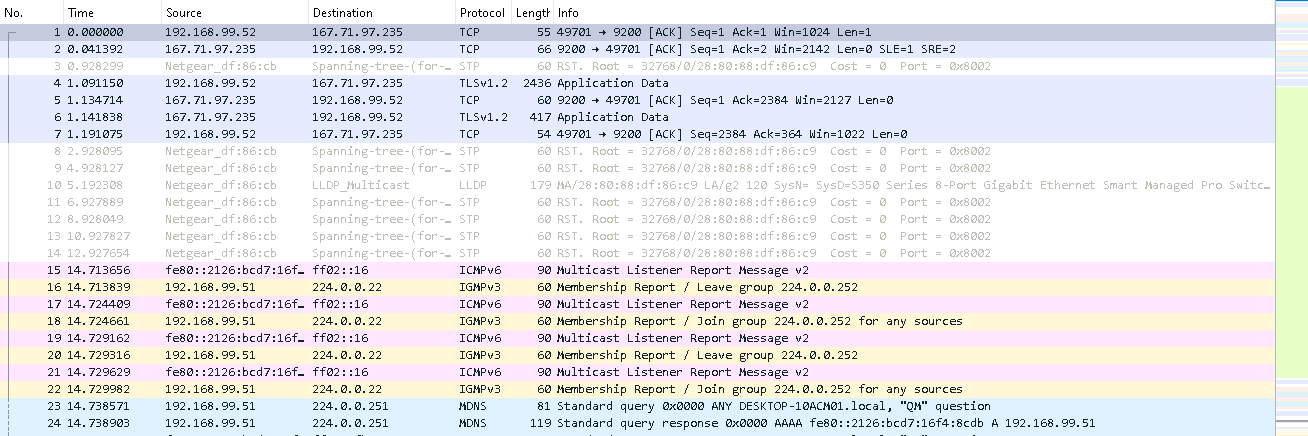 No. Time Source Destination Protocol Length Info
1 0.000000 192.168.99.52 167.71.97.235 TCP 55 49701 → 9200 [ACK] Seq=1 Ack=1 Win=1024 Len=1
2 0.041392 167.71.97.235 192.168.99.52 TCP 66 9200 → 49701 [ACK] Seq=1 Ack=2 Win=2142 Len=0 SLE=1 SRE=2
3 0.928299 Netgear_df:86:cb Spanning-tree-(for-… STP 60 RST. Root = 32768/0/28:80:88:df:86:c9 Cost = 0 Port = 0x8002
4 1.091150 192.168.99.52 167.71.97.235 TLSv1.2 2436 Application Data
5 1.134714 167.71.97.235 192.168.99.52 TCP 60 9200 → 49701 [ACK] Seq=1 Ack=2384 Win=2127 Len=0
6 1.141838 167.71.97.235 192.168.99.52 TLSv1.2 417 Application Data
7 1.191075 192.168.99.52 167.71.97.235 TCP 54 49701 → 9200 [ACK] Seq=2384 Ack=364 Win=1022 Len=0
8 2.928095 Netgear_df:86:cb Spanning-tree-(for-… STP 60 RST. Root = 32768/0/28:80:88:df:86:c9 Cost = 0 Port = 0x8002
9 4.928127 Netgear_df:86:cb Spanning-tree-(for-… STP 60 RST. Root = 32768/0/28:80:88:df:86:c9 Cost = 0 Port = 0x8002
10 5.192308 Netgear_df:86:cb LLDP_Multicast LLDP 179 MA/28:80:88:df:86:c9 LA/g2 120 SysN= SysD=S350 Series 8-Port Gigabit Ethernet Smart Managed Pro Switc…
11 6.927889 Netgear_df:86:cb Spanning-tree-(for-… STP 60 RST. Root = 32768/0/28:80:88:df:86:c9 Cost = 0 Port = 0x8002
12 8.928049 Netgear_df:86:cb Spanning-tree-(for-… STP 60 RST. Root = 32768/0/28:80:88:df:86:c9 Cost = 0 Port = 0x8002
13 10.927827 Netgear_df:86:cb Spanning-tree-(for-… STP 60 RST. Root = 32768/0/28:80:88:df:86:c9 Cost = 0 Port = 0x8002
14 12.927654 Netgear_df:86:cb Spanning-tree-(for-… STP 60 RST. Root = 32768/0/28:80:88:df:86:c9 Cost = 0 Port = 0x8002
15 14.713656 fe80::2126:bcd7:16f… ff02::16 ICMPv6 90 Multicast Listener Report Message v2
16 14.713839 192.168.99.51 224.0.0.22 IGMPv3 60 Membership Report / Leave group 224.0.0.252
17 14.724409 fe80::2126:bcd7:16f… ff02::16 ICMPv6 90 Multicast Listener Report Message v2
18 14.724661 192.168.99.51 224.0.0.22 IGMPv3 60 Membership Report / Join group 224.0.0.252 for any sources
19 14.729162 fe80::2126:bcd7:16f… ff02::16 ICMPv6 90 Multicast Listener Report Message v2
20 14.729316 192.168.99.51 224.0.0.22 IGMPv3 60 Membership Report / Leave group 224.0.0.252
21 14.729629 fe80::2126:bcd7:16f… ff02::16 ICMPv6 90 Multicast Listener Report Message v2
22 14.729982 192.168.99.51 224.0.0.22 IGMPv3 60 Membership Report / Join group 224.0.0.252 for any sources
23 14.738571 192.168.99.51 224.0.0.251 MDNS 81 Standard query 0x0000 ANY DESKTOP-10ACM01.local, "QM" question
24 14.738903 192.168.99.51 224.0.0.251 MDNS 119 Standard query response 0x0000 AAAA fe80::2126:bcd7:16f4:8cdb A 192.168.99.51